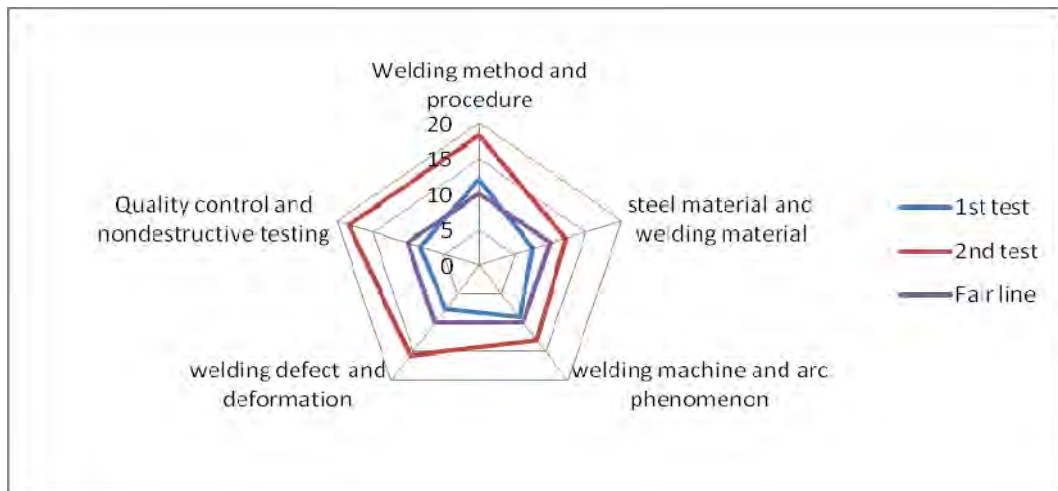 Welding method and
procedure
20
15
10
5
0
Quality control and
nondestructive testing
steel material and
welding material
welding defect and
deformation
welding machine and arc
phenomenon
1st test
2nd test
Fair line